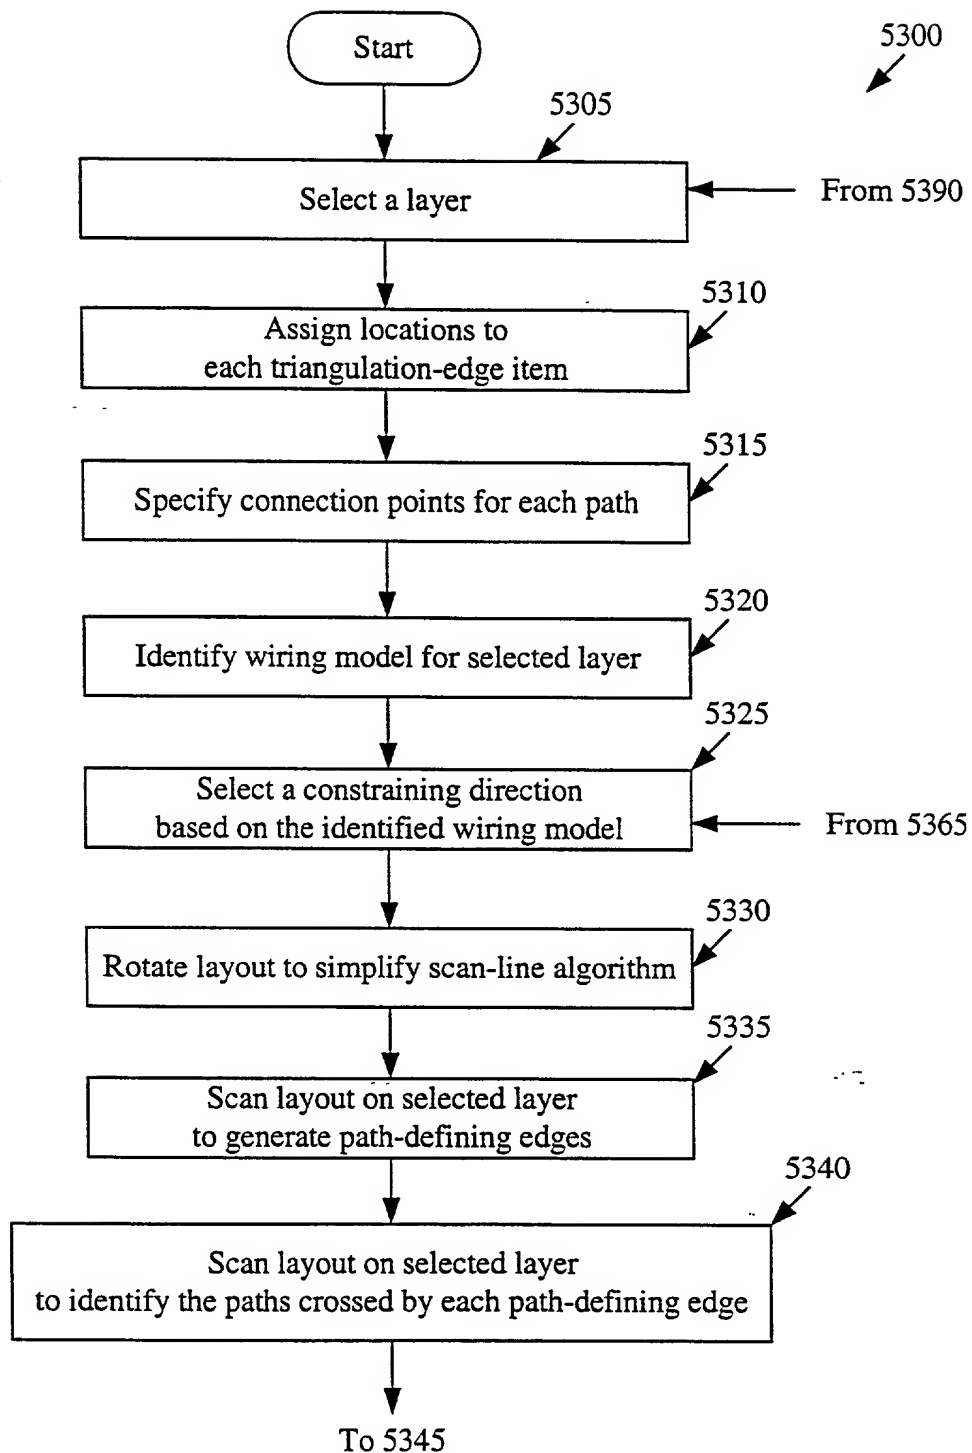 Start
5300
5305
Select a layer
From 5390
5310
Assign locations to
each triangulation-edge item
5315
Specify connection points for each path
5320
Identify wiring model for selected layer
5325
Select a constraining direction
based on the identified wiring model
From 5365
5330
Rotate layout to simplify scan-line algorithm
5335
Scan layout on selected layer
to generate path-defining edges
5340
Scan layout on selected layer
to identify the paths crossed by each path-defining edge
To 5345